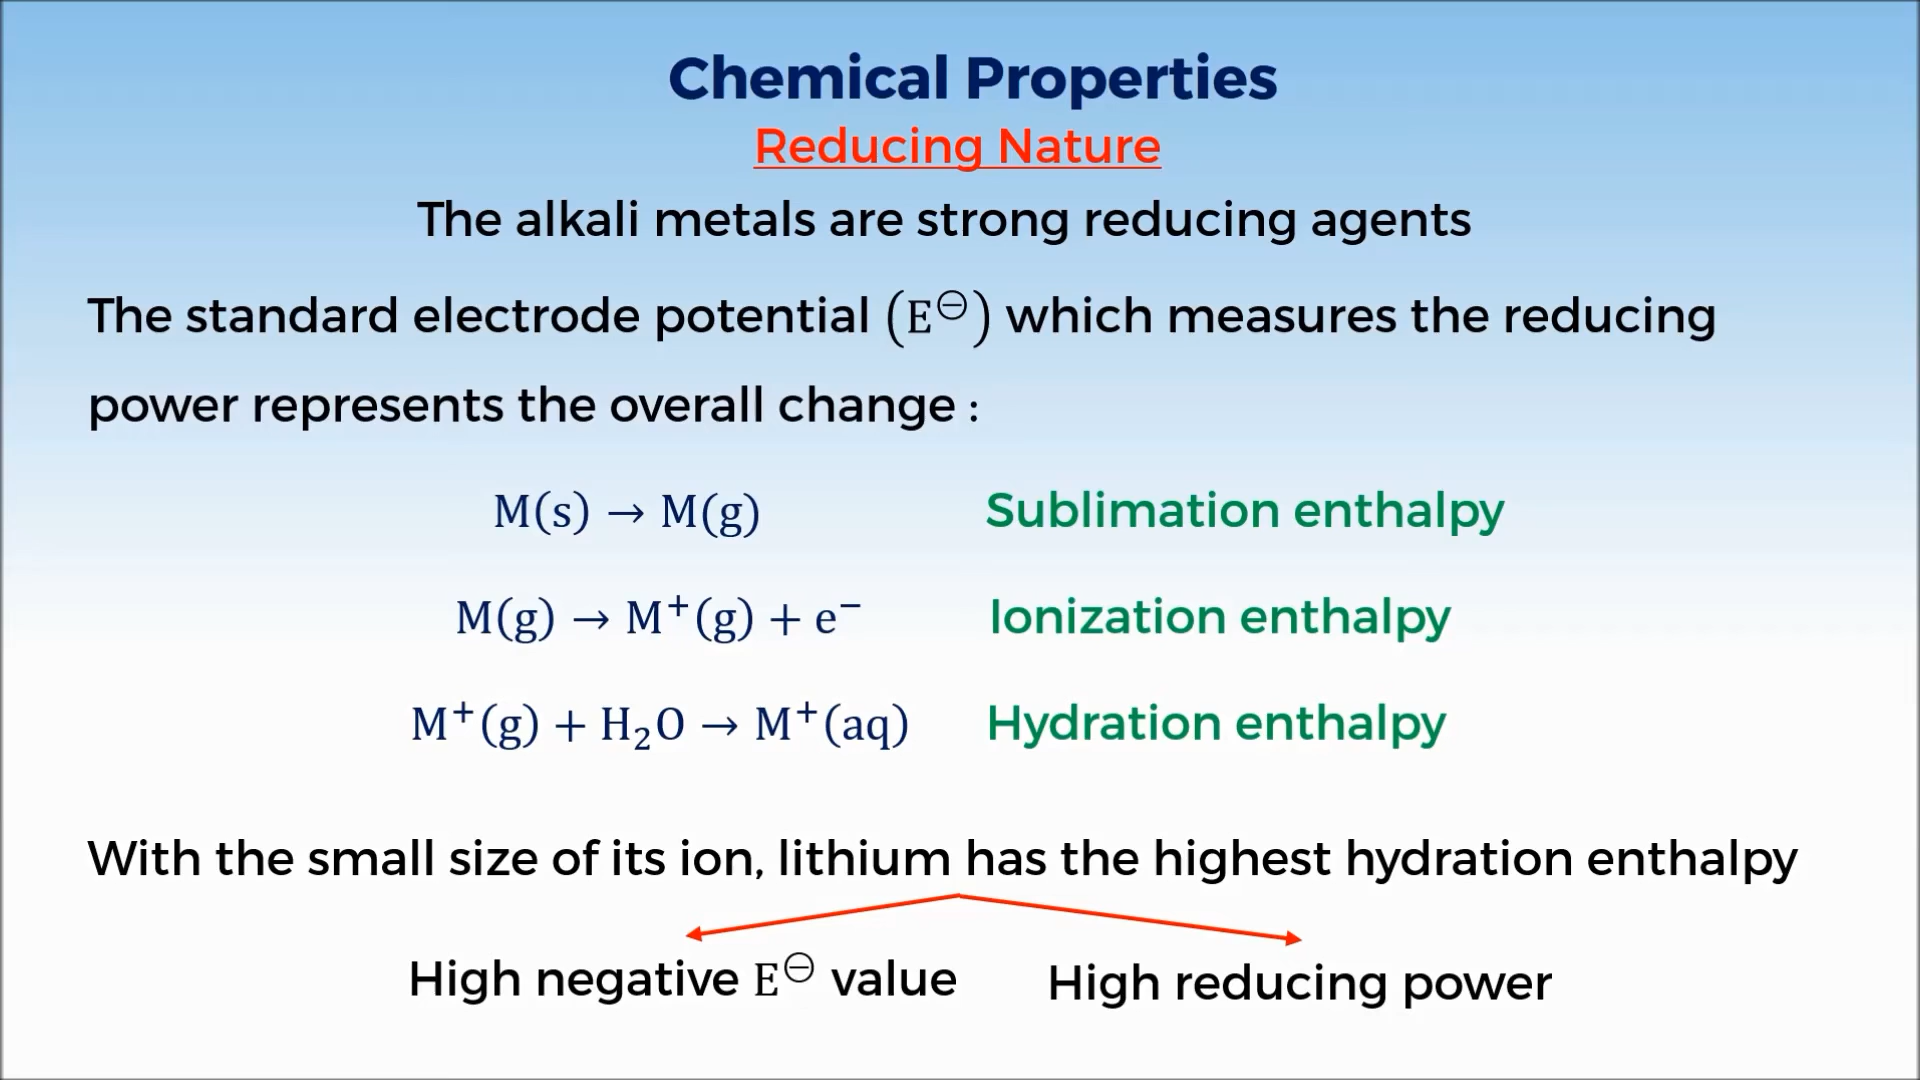 Chemical Properties
Reducing Nature
The alkali metals are strong reducing agents
The standard electrode potential (E⊖) which measures the reducing
power represents the overall change :
M(s) → M(g) Sublimation enthalpy
M(g) → M⁺(g) + e⁻ Ionization enthalpy
M⁺(g) + H₂O → M⁺(aq) Hydration enthalpy
With the small size of its ion, lithium has the highest hydration enthalpy
High negative E⊖ value High reducing power